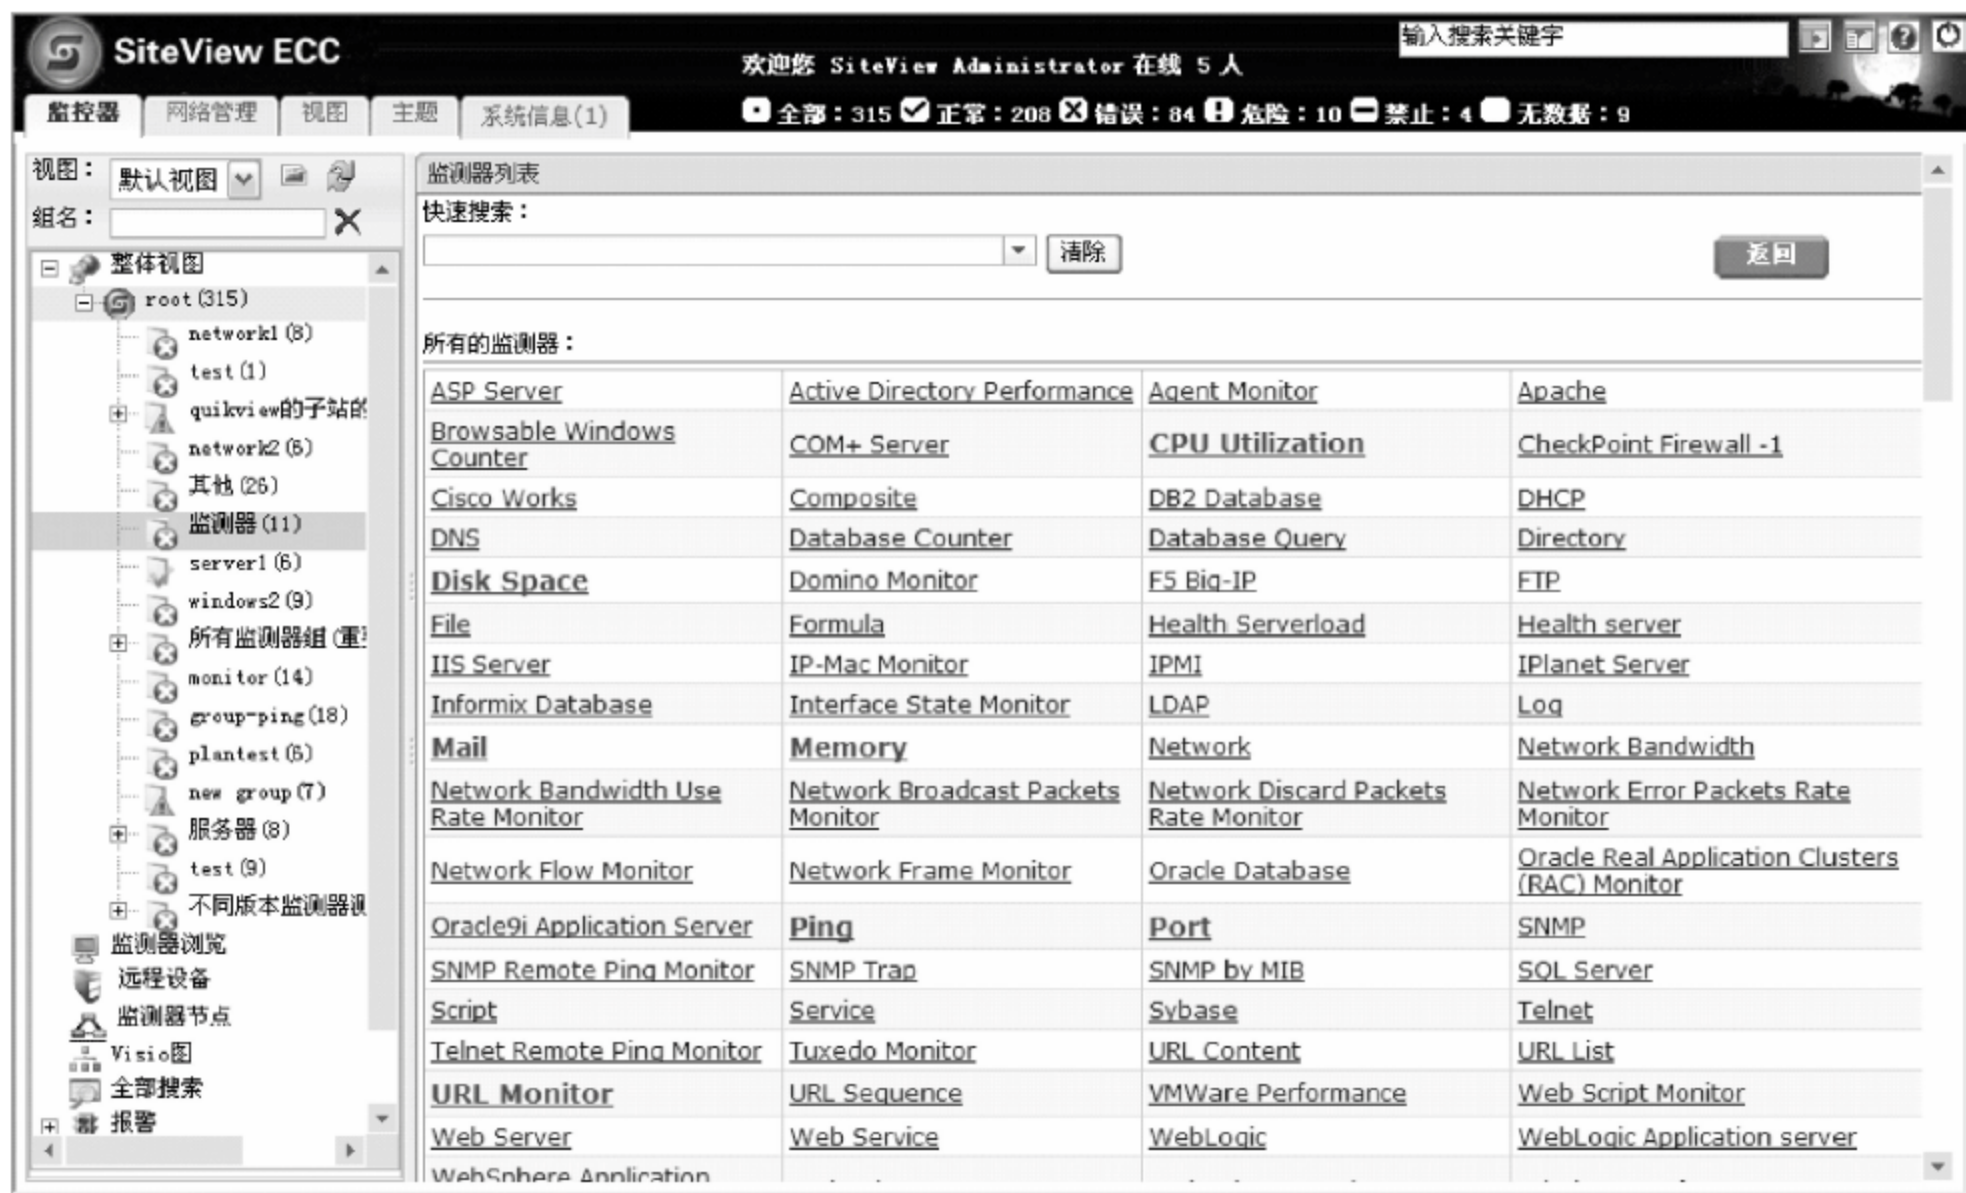 SiteView ECC
输入搜索关键字
欢迎您 SiteView Administrator 在线 5 人
监控器 网络管理 视图 主题 系统信息(1)
全部：315 正常：208 错误：84 危险：10 禁止：4 无数据：9
视图： 默认视图
组名：
整体视图
root(315)
network1(8)
test(1)
quikview的子站的
network2(6)
其他(26)
监测器(11)
server1(6)
windows2(9)
所有监测器组(重
monitor(14)
group-ping(18)
plantest(6)
new group(7)
服务器(8)
test(9)
不同版本监测器测
监测器浏览
远程设备
监测器节点
Visio图
全部搜索
报警
监测器列表
快速搜索：
清除
返回
所有的监测器：
ASP Server Active Directory Performance Agent Monitor Apache
Browsable Windows
Counter COM+ Server CPU Utilization CheckPoint Firewall -1
Cisco Works Composite DB2 Database DHCP
DNS Database Counter Database Query Directory
Disk Space Domino Monitor F5 Big-IP FTP
File Formula Health Serverload Health server
IIS Server IP-Mac Monitor IPMI IPlanet Server
Informix Database Interface State Monitor LDAP Log
Mail Memory Network Network Bandwidth
Network Bandwidth Use Network Broadcast Packets Network Discard Packets Network Error Packets Rate
Rate Monitor Monitor Rate Monitor Monitor
Network Flow Monitor Network Frame Monitor Oracle Database Oracle Real Application Clusters
(RAC) Monitor
Oracle9i Application Server Ping Port SNMP
SNMP Remote Ping Monitor SNMP Trap SNMP by MIB SQL Server
Script Service Sybase Telnet
Telnet Remote Ping Monitor Tuxedo Monitor URL Content URL List
URL Monitor URL Sequence VMWare Performance Web Script Monitor
Web Server Web Service WebLogic WebLogic Application server
WebSphere Application